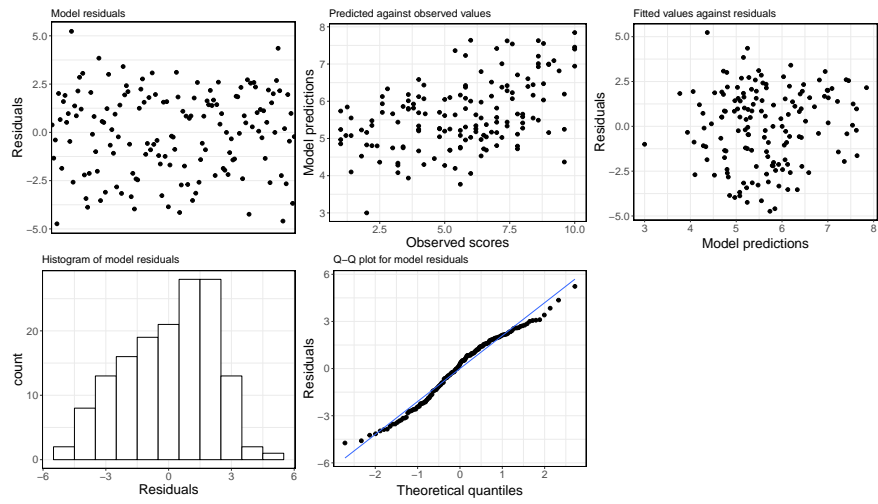 Model residuals
5.0
2.5
0.0
−2.5
−5.0
Residuals
Predicted against observed values
8
7
6
5
4
3
Model predictions
2.5 5.0 7.5 10.0
Observed scores
Fitted values against residuals
5.0
2.5
0.0
−2.5
−5.0
Residuals
3 4 5 6 7 8
Model predictions
Histogram of model residuals
20
10
0
count
−6 −3 0 3 6
Residuals
Q−Q plot for model residuals
6
3
0
−3
−6
Residuals
−2 −1 0 2
Theoretical quantiles